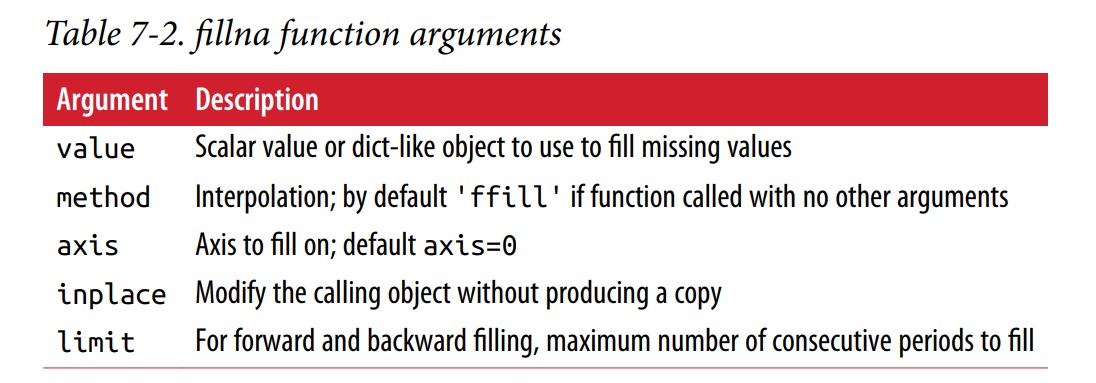 Table 7-2. fillna function arguments
Argument Description
value Scalar value or dict-like object to use to fill missing values
method Interpolation; by default 'ffill' if function called with no other arguments
axis Axis to fill on; default axis=0
inplace Modify the calling object without producing a copy
limit For forward and backward filling, maximum number of consecutive periods to fill